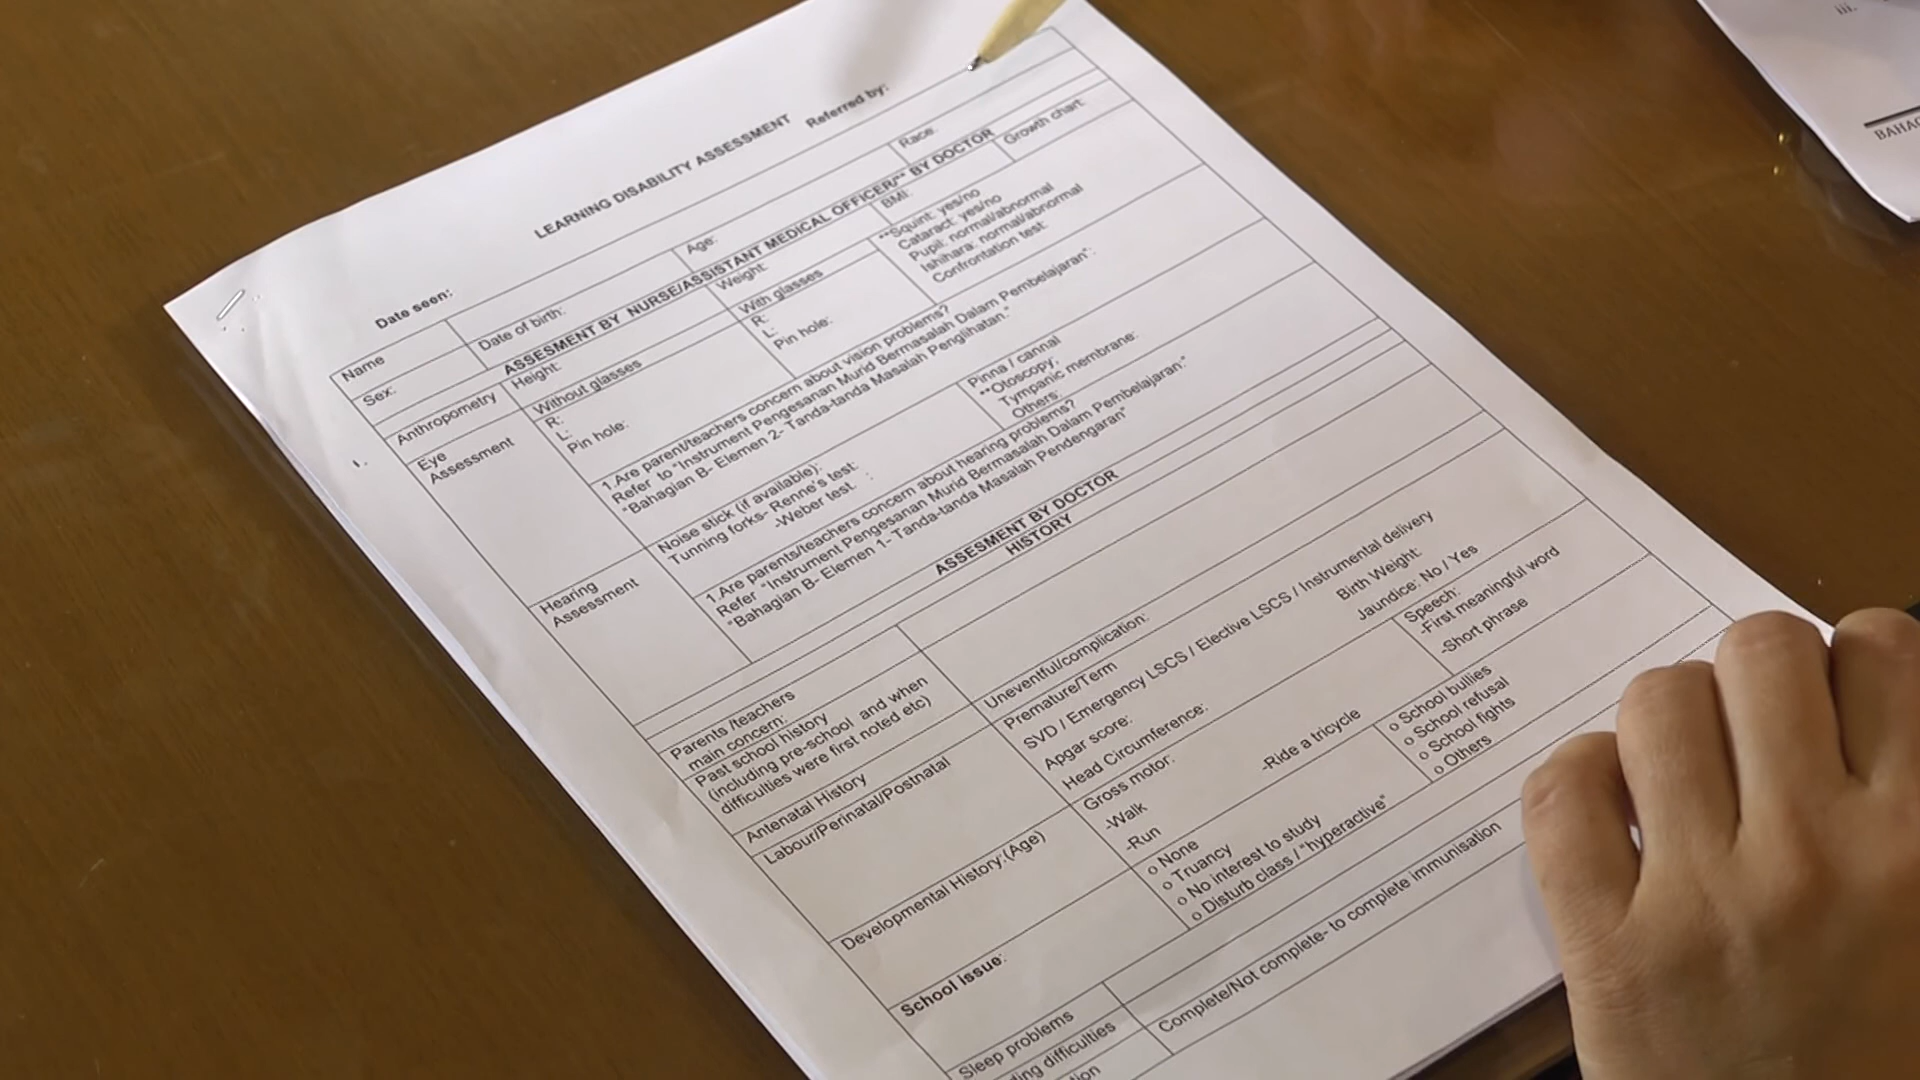 LEARNING DISABILITY ASSESSMENT
Date seen: Referred by:
Name
Sex: Date of birth: Age: Race:
ASSESMENT BY NURSE/ASSISTANT MEDICAL OFFICER/** BY DOCTOR
Anthropometry Height: Weight: BMI: Growth chart:
Eye
Assessment
Without glasses
R:
L:
Pin hole:
With glasses
R:
L:
Pin hole:
**Squint: yes/no
Cataract: yes/no
Pupil: normal/abnormal
Ishihara: normal/abnormal
Confrontation test:
1.Are parent/teachers concern about vision problems?
Refer to "Instrument Pengesanan Murid Bermasalah Dalam Pembelajaran":
"Bahagian B- Elemen 2- Tanda-tanda Masalah Penglihatan."
Hearing
Assessment
Noise stick (if available):
Tunning forks- Renne's test:
-Weber test. :
Pinna / cannal
**Otoscopy;
Tympanic membrane:
Others:
1.Are parents/teachers concern about hearing problems?
Refer "Instrument Pengesanan Murid Bermasalah Dalam Pembelajaran:"
"Bahagian B- Elemen 1- Tanda-tanda Masalah Pendengaran"
ASSESMENT BY DOCTOR
HISTORY
Parents /teachers
main concern:
Past school history
(including pre-school and when
difficulties were first noted etc)
Antenatal History Uneventful/complication:
Labour/Perinatal/Postnatal
Premature/Term
SVD / Emergency LSCS / Elective LSCS / Instrumental delivery
Apgar score: Birth Weight:
Head Circumference: Jaundice: No / Yes
Developmental History:(Age)
Gross motor:
-Walk
-Run
-Ride a tricycle
Speech:
-First meaningful word
-Short phrase
School issue:
o None
o Truancy
o No interest to study
o Disturb class / "hyperactive"
o School bullies
o School refusal
o School fights
o Others
Sleep problems
Complete/Not complete- to complete immunisation
iii.